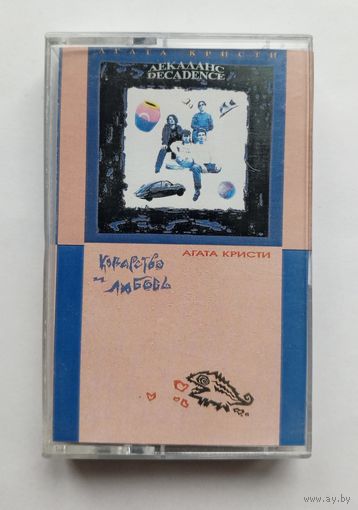 АГАТА КРИСТИ
ДЕКАДАНС
DECADENCE
Коварство
и
любовь
АГАТА КРИСТИ
www.ay.by